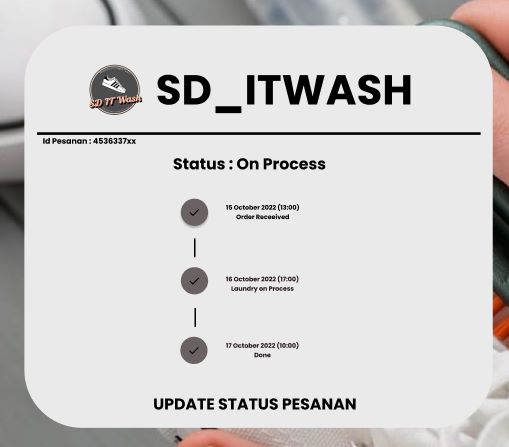 SD IT Wash
SD_ITWASH
Id Pesanan : 4536337xx
Status : On Process
15 October 2022 (13:00)
Order Receeived
16 October 2022 (17:00)
Laundry on Process
17 October 2022 (10:00)
Done
UPDATE STATUS PESANAN